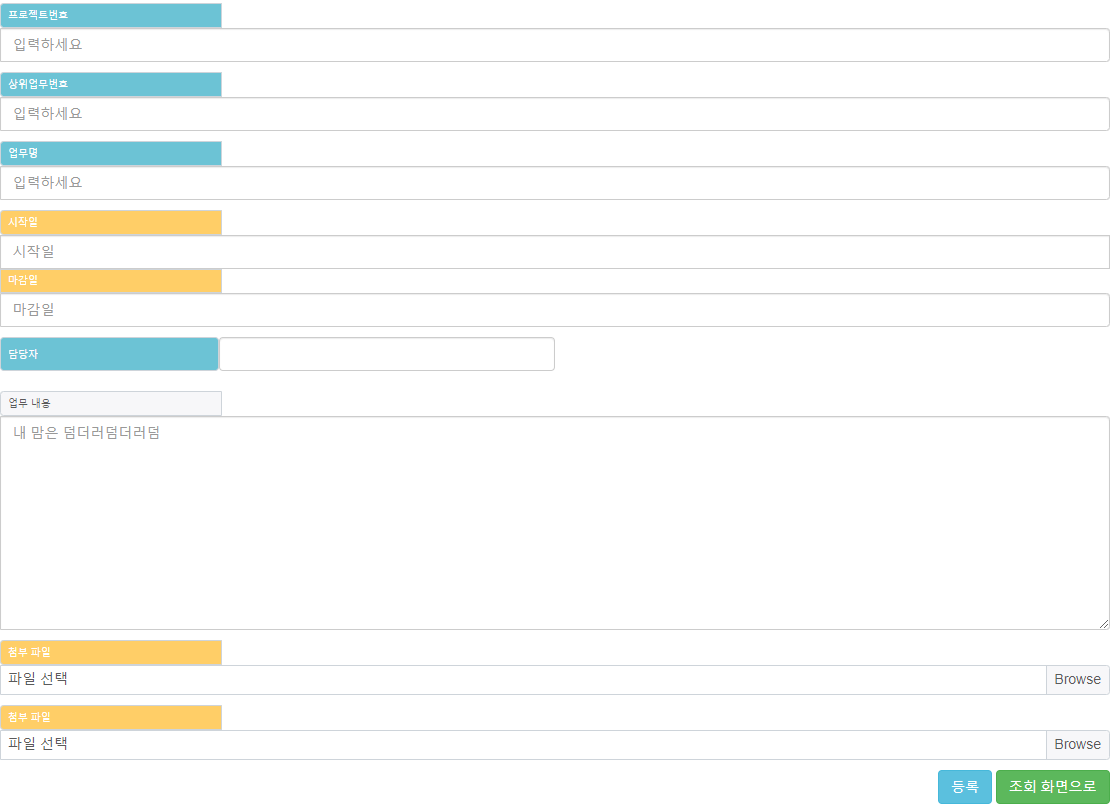 프로젝트번호
입력하세요
상위업무번호
입력하세요
업무명
입력하세요
시작일
시작일
마감일
마감일
담당자
업무 내용
내 맘은 덤더러덤더러덤
첨부 파일
파일 선택 Browse
첨부 파일
파일 선택 Browse
등록 조회 화면으로